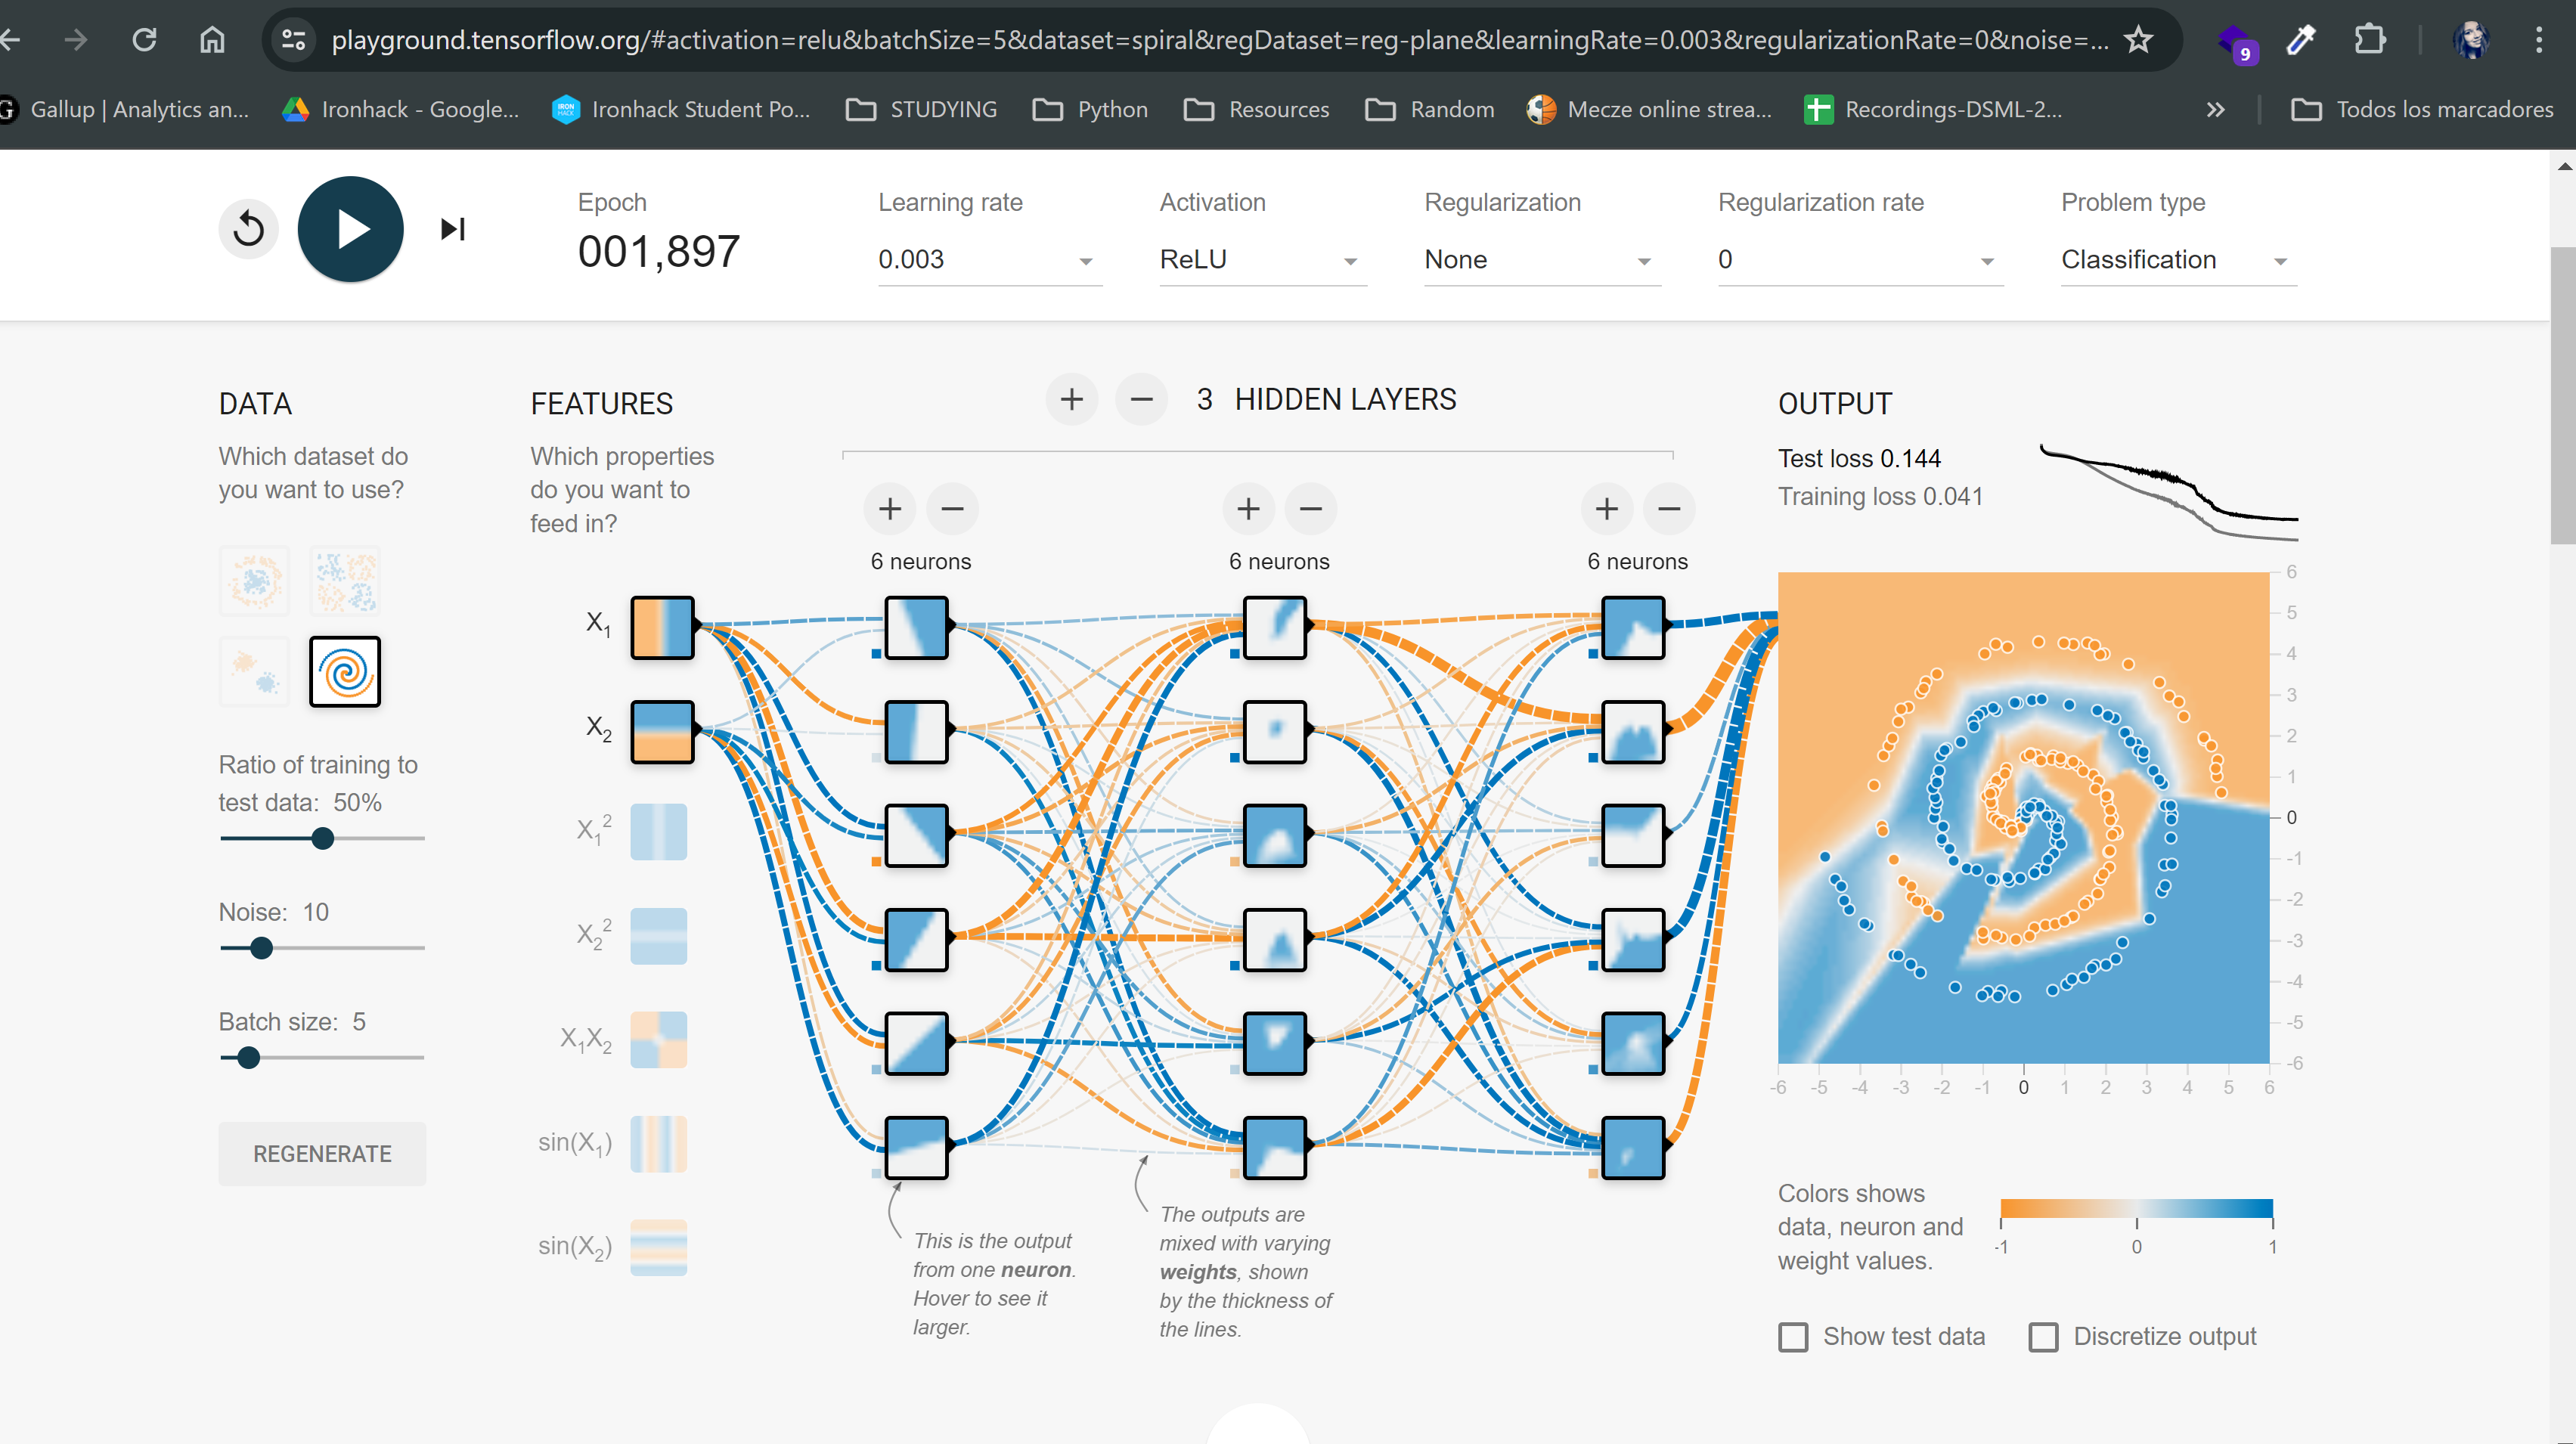 playground.tensorflow.org/#activation=relu&batchSize=5&dataset=spiral&regDataset=reg-plane&learningRate=0.003&regularizationRate=0&noise=...
9
G Gallup | Analytics an... Ironhack - Google... IRON HACK Ironhack Student Po... STUDYING Python Resources Random Mecze online strea... Recordings-DSML-2... » Todos los marcadores
Epoch Learning rate Activation Regularization Regularization rate Problem type
001,897 0.003 ReLU None 0 Classification
DATA
Which dataset do
you want to use?
Ratio of training to
test data: 50%
Noise: 10
Batch size: 5
REGENERATE
FEATURES
Which properties
do you want to
feed in?
X1
X2
X1²
X2²
X1X2
sin(X1)
sin(X2)
+ − 3 HIDDEN LAYERS
+ − + − + −
6 neurons 6 neurons 6 neurons
This is the output
from one neuron.
Hover to see it
larger.
The outputs are
mixed with varying
weights, shown
by the thickness of
the lines.
OUTPUT
Test loss 0.144
Training loss 0.041
6
5
4
3
2
1
0
-1
-2
-3
-4
-5
-6
-6 -5 -4 -3 -2 -1 0 1 2 3 4 5 6
Colors shows
data, neuron and
weight values.
-1 0 1
Show test data Discretize output